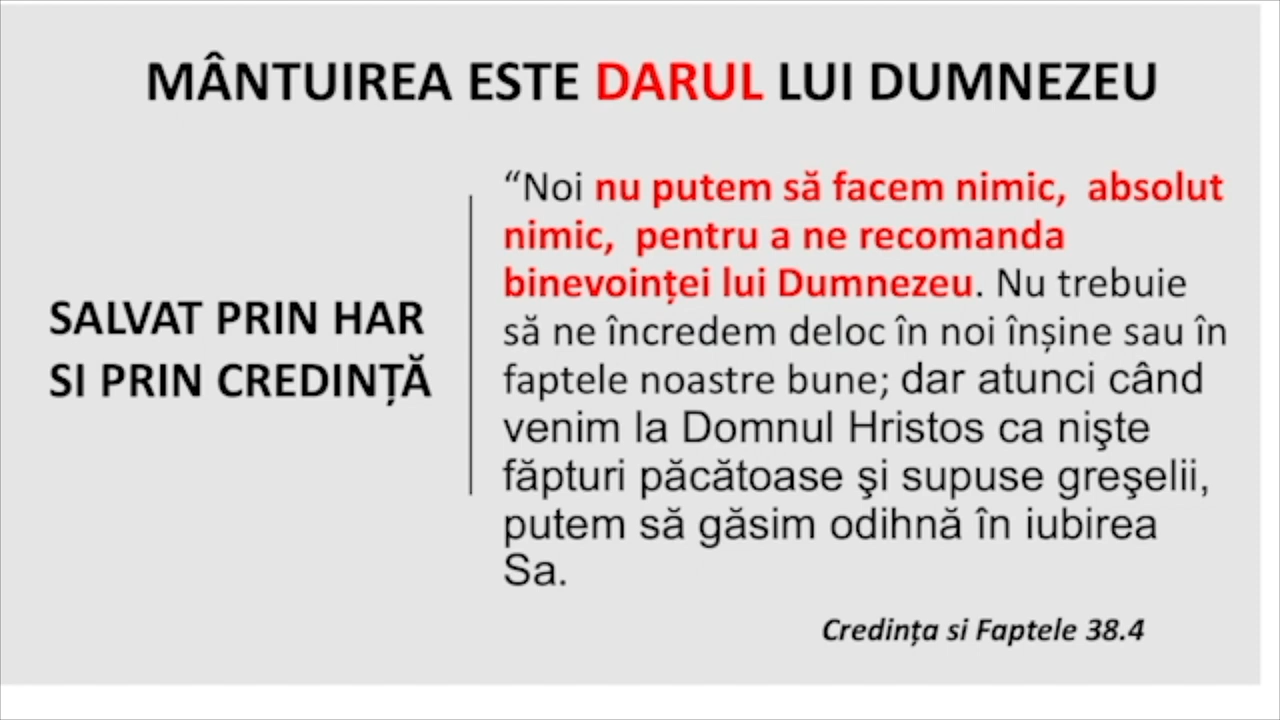 MÂNTUIREA ESTE DARUL LUI DUMNEZEU
SALVAT PRIN HAR
SI PRIN CREDINȚĂ
“Noi nu putem să facem nimic, absolut
nimic, pentru a ne recomanda
binevoinței lui Dumnezeu. Nu trebuie
să ne încredem deloc în noi înșine sau în
faptele noastre bune; dar atunci când
venim la Domnul Hristos ca nişte
făpturi păcătoase şi supuse greşelii,
putem să găsim odihnă în iubirea
Sa.
Credința si Faptele 38.4